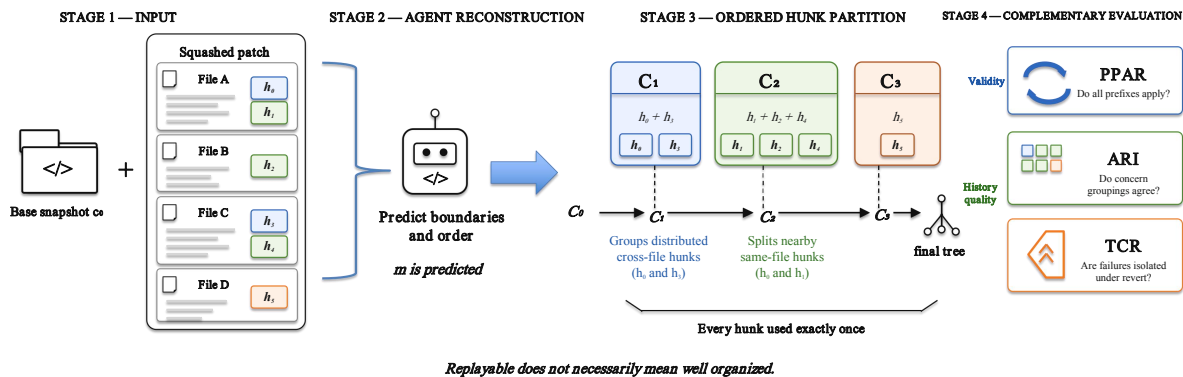 STAGE 1 — INPUT
Squashed patch
File A
h₀
h₁
File B
h₂
File C
h₃
h₄
File D
h₅
</>
+
Base snapshot c₀
STAGE 2 — AGENT RECONSTRUCTION
</>
Predict boundaries
and order
m is predicted
STAGE 3 — ORDERED HUNK PARTITION
C₁
h₀ + h₃
h₀ h₃
C₂
h₁ + h₂ + h₄
h₁ h₂ h₄
C₃
h₅
h₅
C₀ C₁ C₂ C₃
Groups distributed
cross-file hunks
(h₀ and h₃)
Splits nearby
same-file hunks
(h₀ and h₁)
final tree
Every hunk used exactly once
STAGE 4 — COMPLEMENTARY EVALUATION
Validity
PPAR
Do all prefixes apply?
History
quality
ARI
Do concern
groupings agree?
TCR
Are failures isolated
under revert?
Replayable does not necessarily mean well organized.